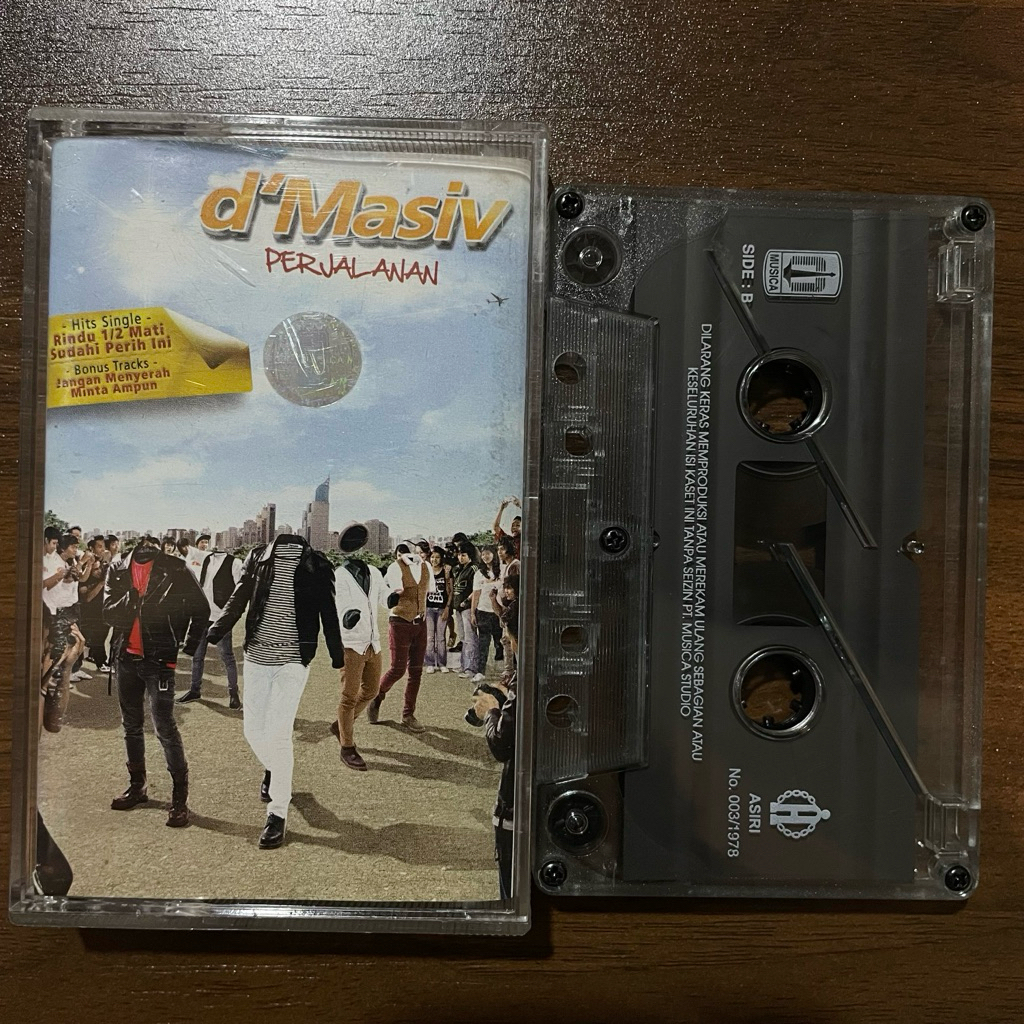 d'Masiv
PERJALANAN
- Hits Single -
Rindu 1/2 Mati
Sudahi Perih Ini
- Bonus Tracks -
Jangan Menyerah
Minta Ampun
SIDE : B
MUSICA
DILARANG KERAS MEMPRODUKSI ATAU MEREKAM ULANG SEBAGIAN ATAU
KESELURUHAN ISI KASET INI TANPA SEIZIN PT. MUSICA STUDIO
ASIRI
No. 003/1978